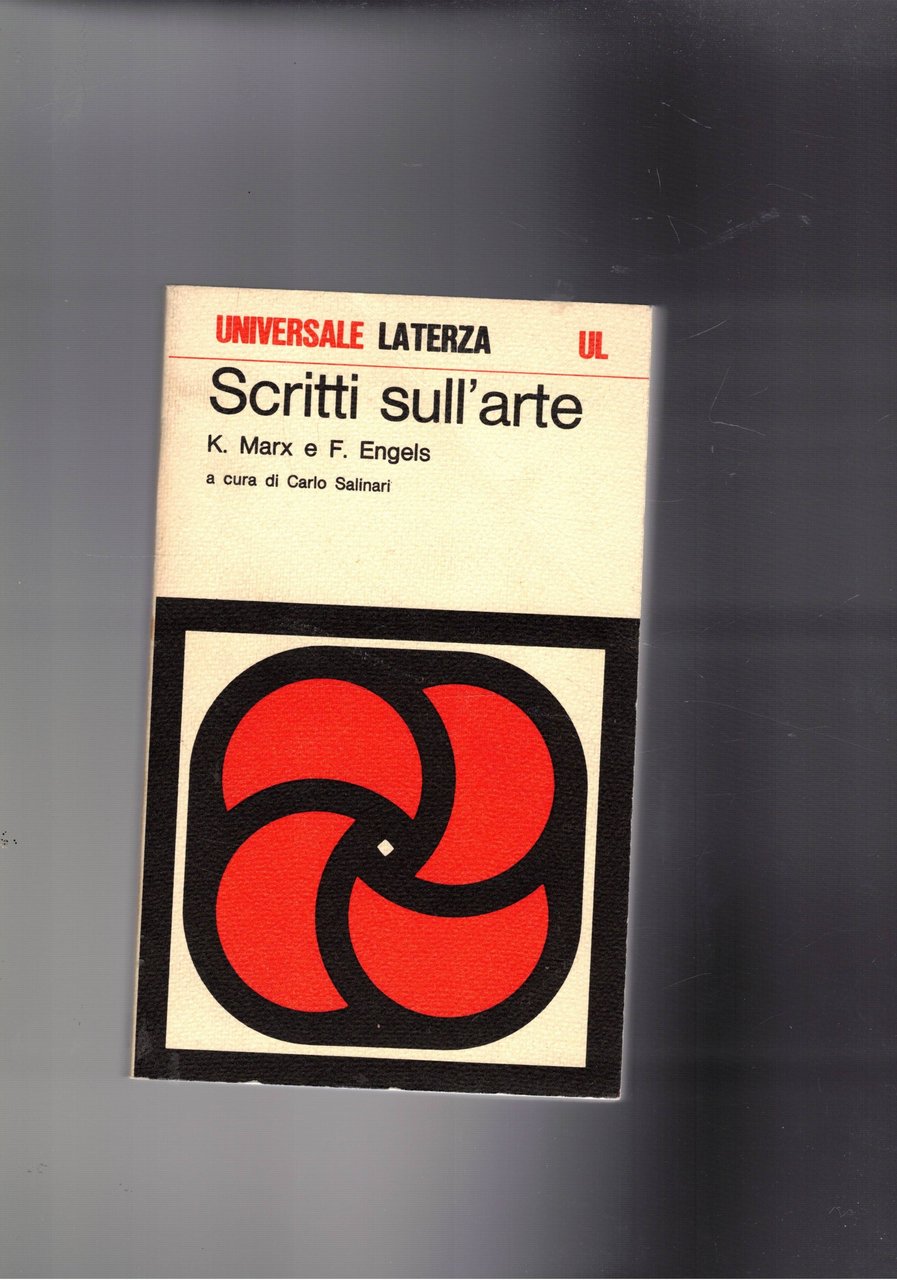 UNIVERSALE LATERZA UL
Scritti sull'arte
K. Marx e F. Engels
a cura di Carlo Salinari